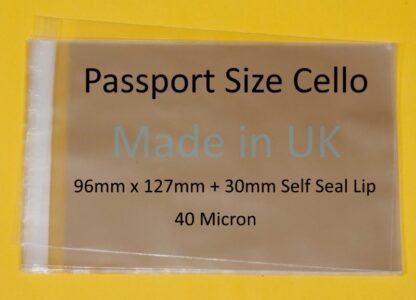 Passport Size Cello
Made in UK
96mm x 127mm + 30mm Self Seal Lip
40 Micron